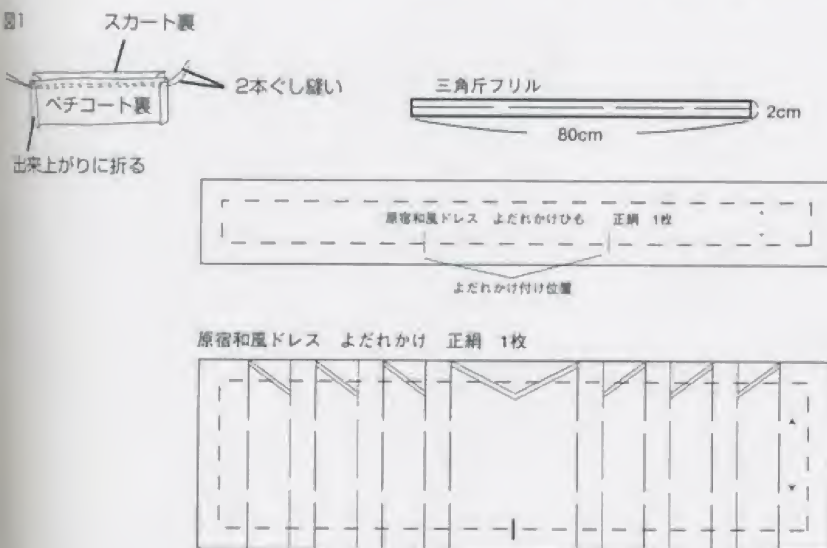 図1
スカート裏
2本ぐし縫い
ペチコート裏
出来上がりに折る
三角斤フリル
2cm
80cm
原宿和風ドレス よだれかけひも 正絹 1枚
よだれかけ付け位置
原宿和風ドレス よだれかけ 正絹 1枚